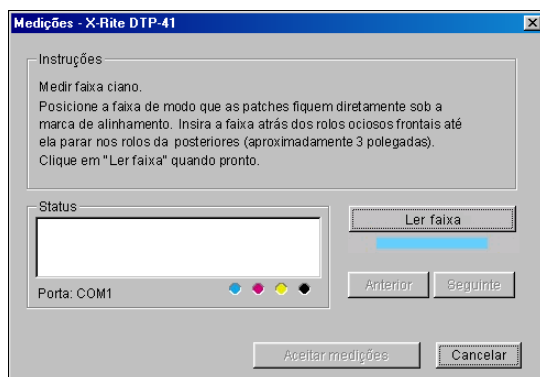 Medições - X-Rite DTP-41
Instruções
Medir faixa ciano.
Posicione a faixa de modo que as patches fiquem diretamente sob a
marca de alinhamento. Insira a faixa atrás dos rolos ociosos frontais até
ela parar nos rolos da posteriores (aproximadamente 3 polegadas).
Clique em "Ler faixa" quando pronto.
Status
Ler faixa
Porta: COM1
Anterior
Seguinte
Aceitar medições
Cancelar